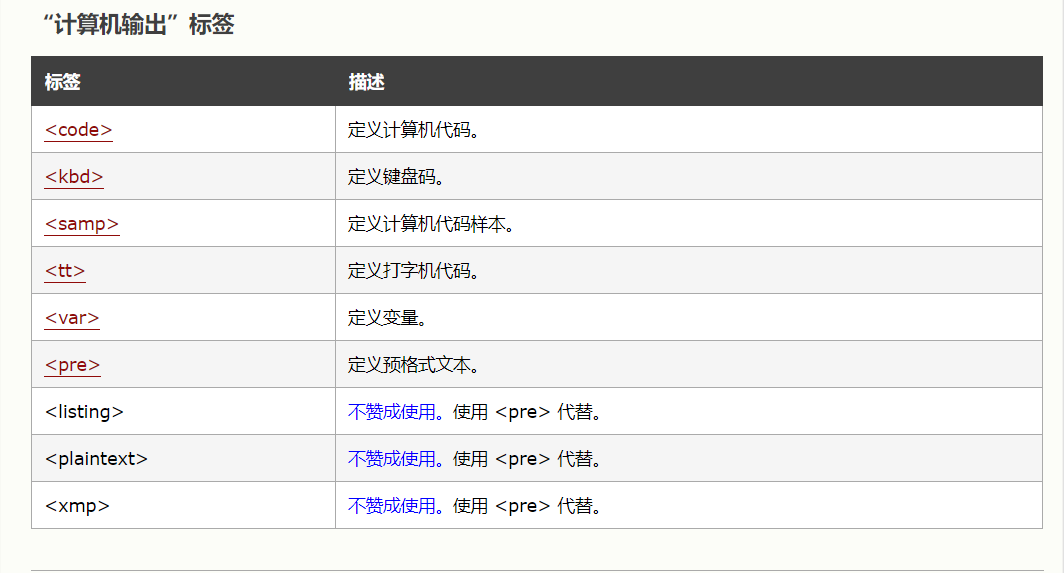 “计算机输出”标签
标签 描述
<code> 定义计算机代码。
<kbd> 定义键盘码。
<samp> 定义计算机代码样本。
<tt> 定义打字机代码。
<var> 定义变量。
<pre> 定义预格式文本。
<listing> 不赞成使用。使用 <pre> 代替。
<plaintext> 不赞成使用。使用 <pre> 代替。
<xmp> 不赞成使用。使用 <pre> 代替。